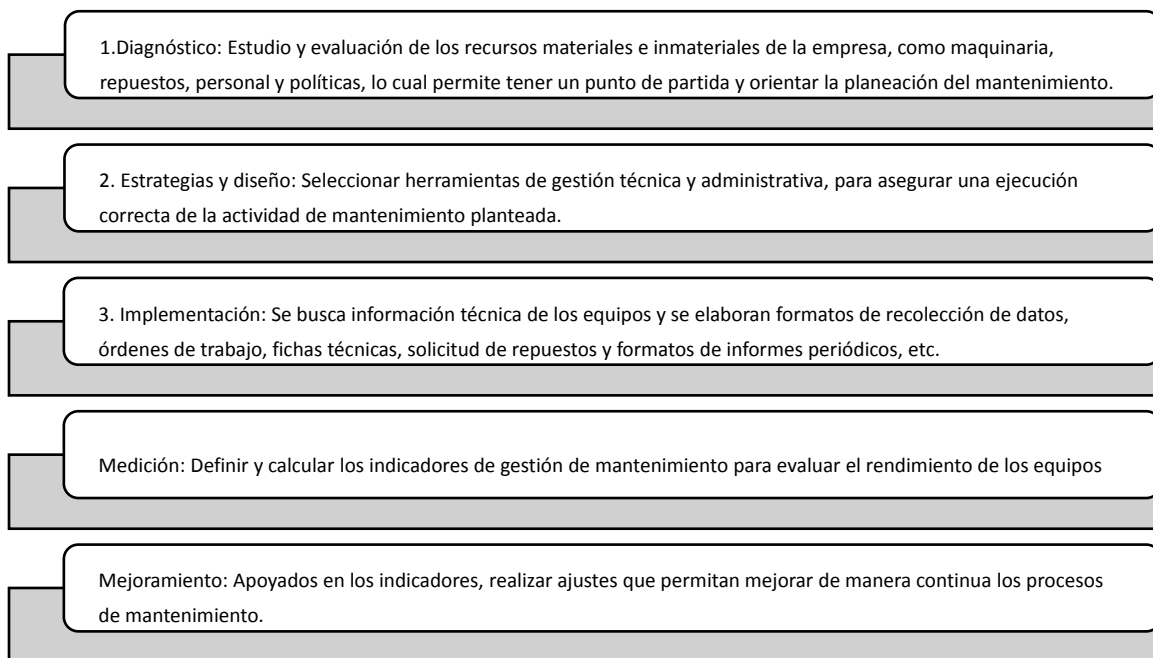 1.Diagnóstico: Estudio y evaluación de los recursos materiales e inmateriales de la empresa, como maquinaria,
repuestos, personal y políticas, lo cual permite tener un punto de partida y orientar la planeación del mantenimiento.
2. Estrategias y diseño: Seleccionar herramientas de gestión técnica y administrativa, para asegurar una ejecución
correcta de la actividad de mantenimiento planteada.
3. Implementación: Se busca información técnica de los equipos y se elaboran formatos de recolección de datos,
órdenes de trabajo, fichas técnicas, solicitud de repuestos y formatos de informes periódicos, etc.
Medición: Definir y calcular los indicadores de gestión de mantenimiento para evaluar el rendimiento de los equipos
Mejoramiento: Apoyados en los indicadores, realizar ajustes que permitan mejorar de manera continua los procesos
de mantenimiento.